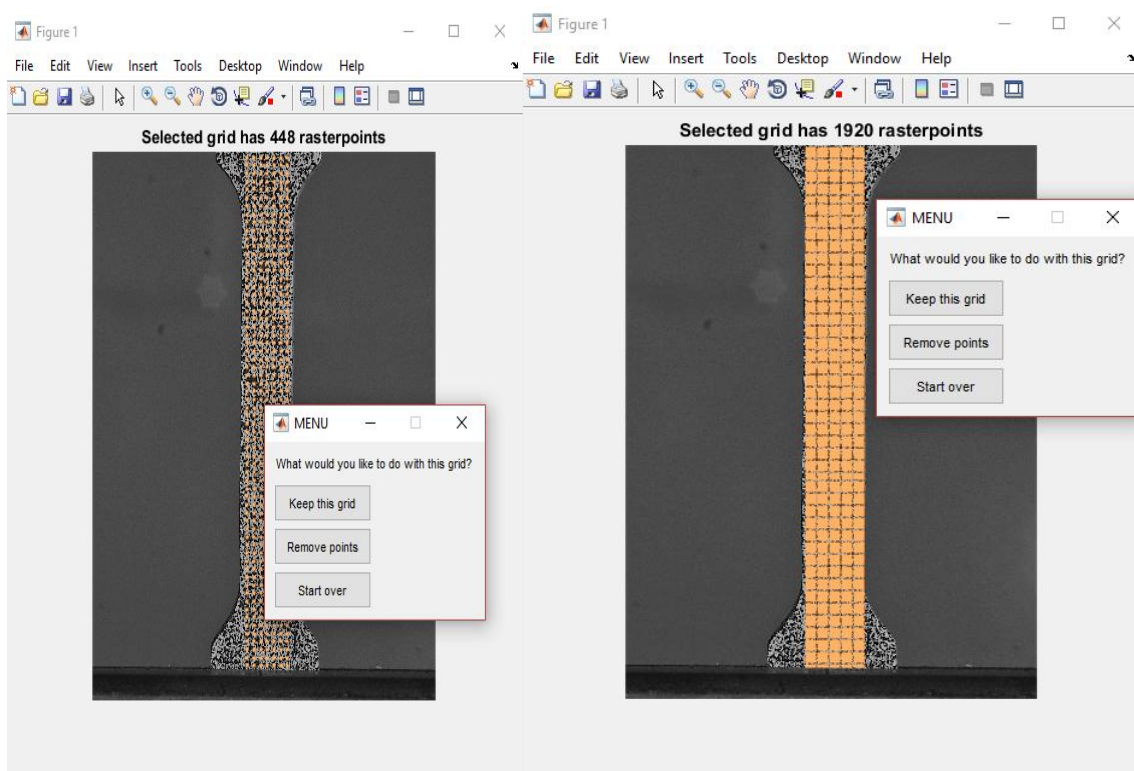 Figure 1
File Edit View Insert Tools Desktop Window Help
Selected grid has 448 rasterpoints
MENU
What would you like to do with this grid?
Keep this grid
Remove points
Start over
Figure 1
File Edit View Insert Tools Desktop Window Help
Selected grid has 1920 rasterpoints
MENU
What would you like to do with this grid?
Keep this grid
Remove points
Start over